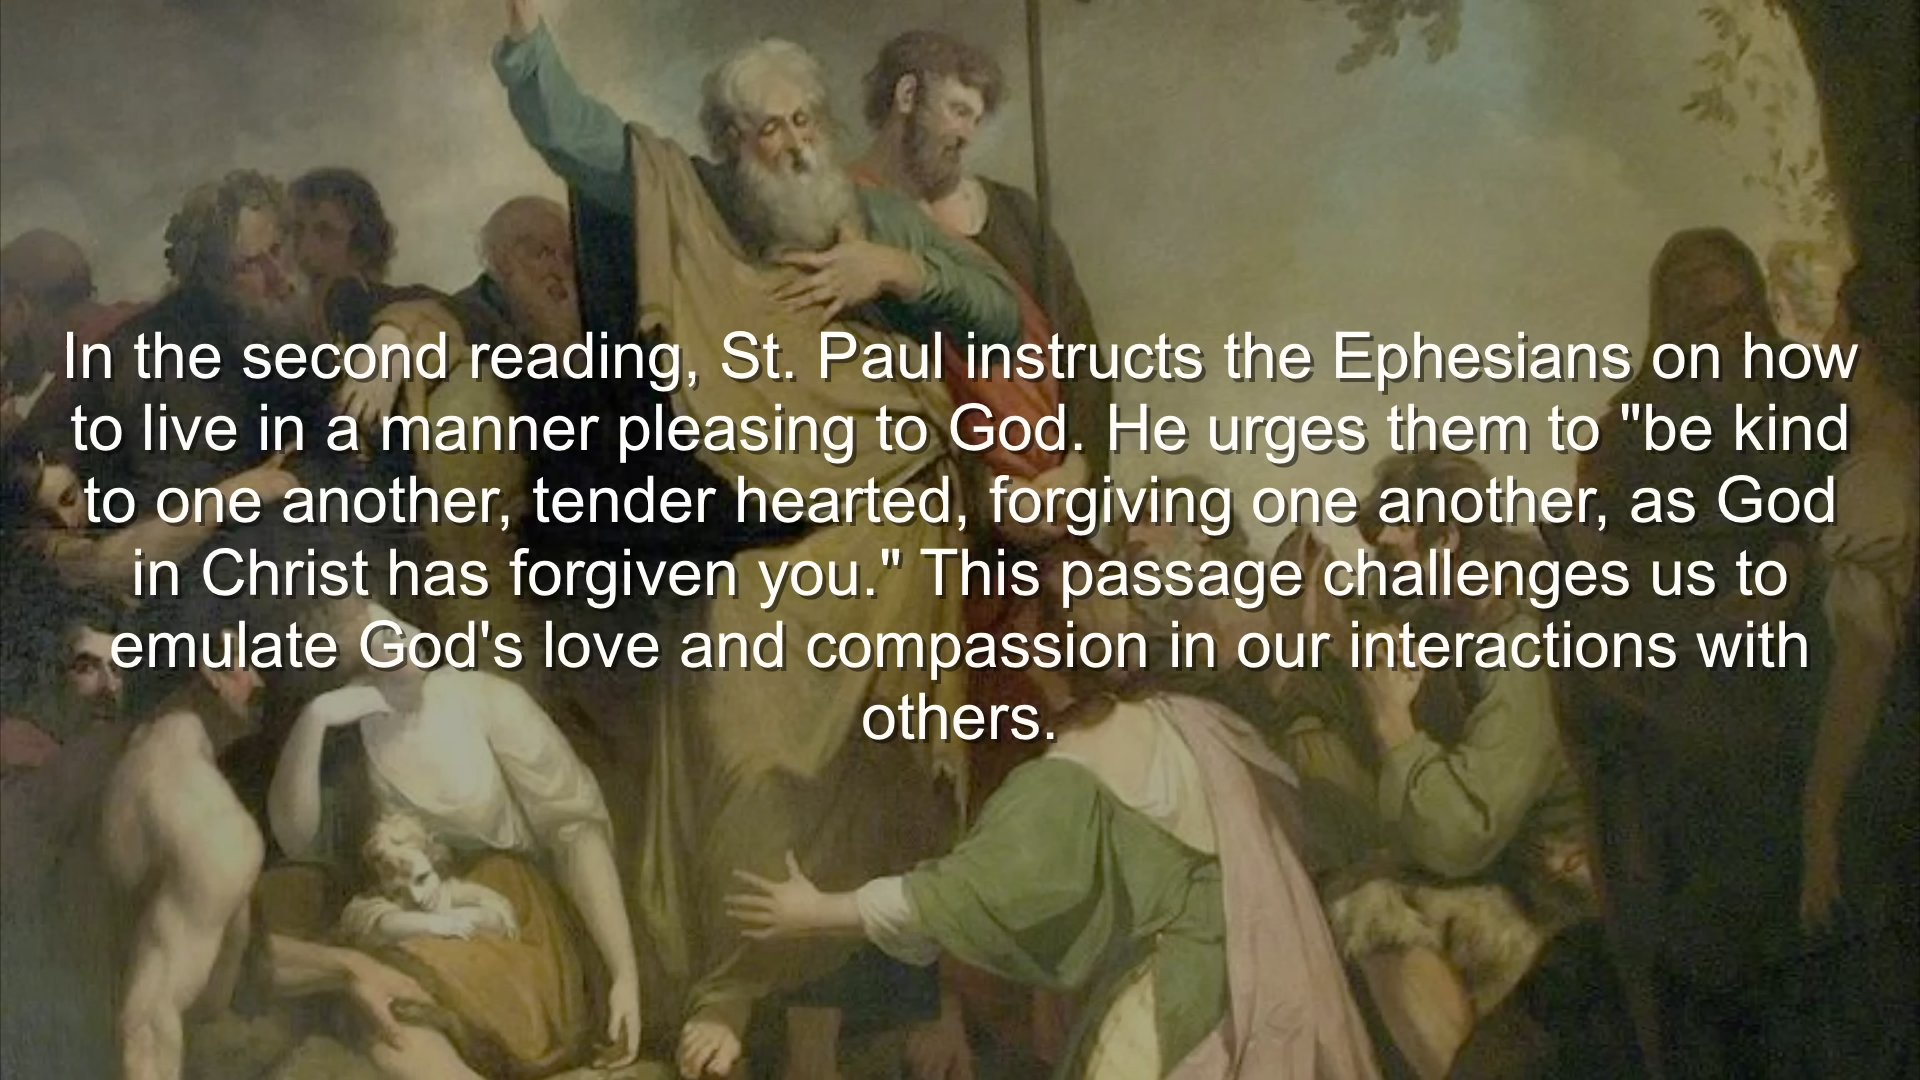 In the second reading, St. Paul instructs the Ephesians on how
to live in a manner pleasing to God. He urges them to "be kind
to one another, tender hearted, forgiving one another, as God
in Christ has forgiven you." This passage challenges us to
emulate God's love and compassion in our interactions with
others.